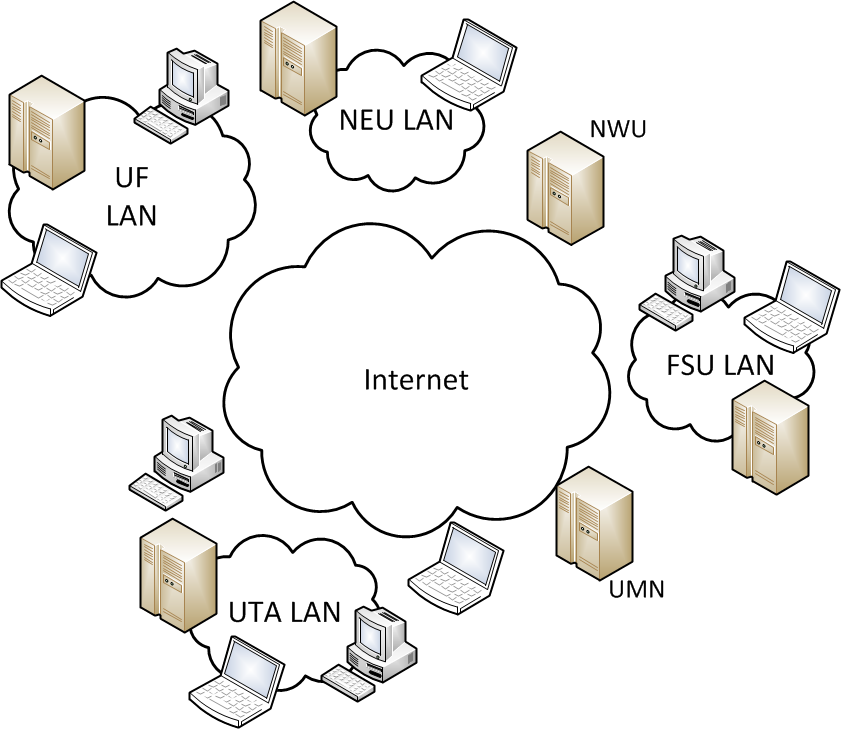 NEU LAN
NWU
UF
LAN
FSU LAN
Internet
UMN
UTA LAN